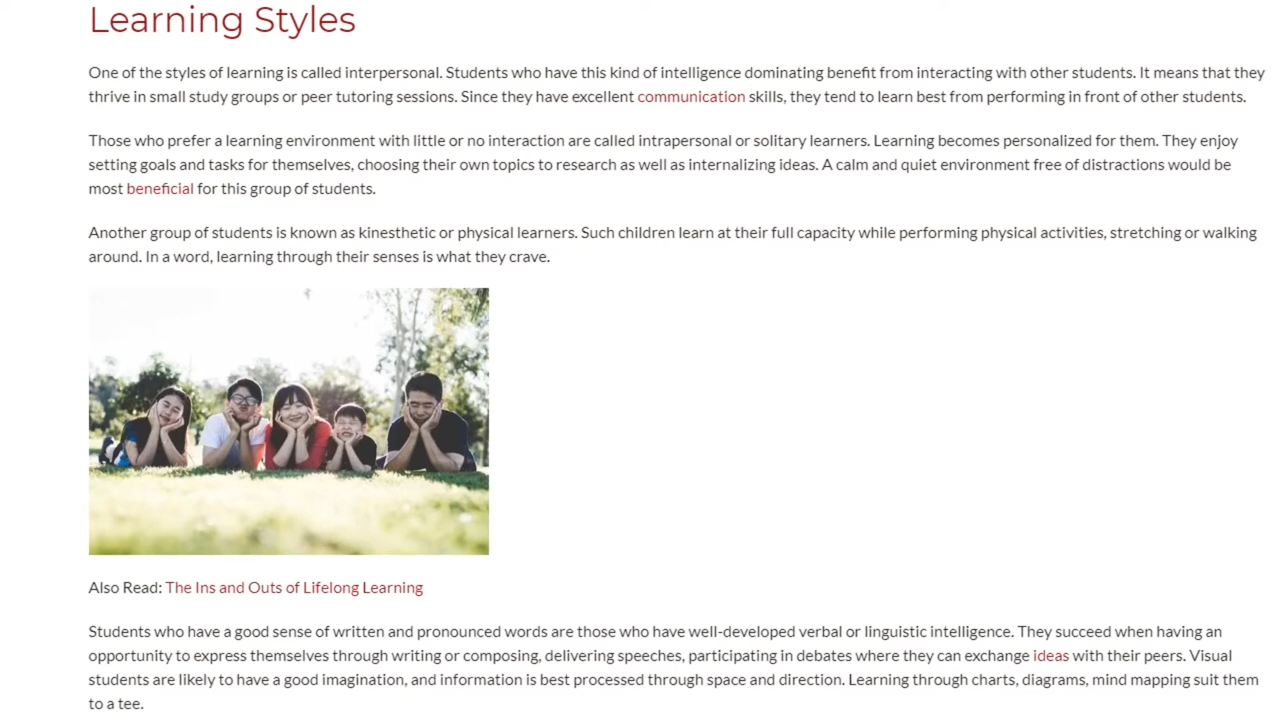 Learning Styles
One of the styles of learning is called interpersonal. Students who have this kind of intelligence dominating benefit from interacting with other students. It means that they
thrive in small study groups or peer tutoring sessions. Since they have excellent communication skills, they tend to learn best from performing in front of other students.
Those who prefer a learning environment with little or no interaction are called intrapersonal or solitary learners. Learning becomes personalized for them. They enjoy
setting goals and tasks for themselves, choosing their own topics to research as well as internalizing ideas. A calm and quiet environment free of distractions would be
most beneficial for this group of students.
Another group of students is known as kinesthetic or physical learners. Such children learn at their full capacity while performing physical activities, stretching or walking
around. In a word, learning through their senses is what they crave.
Also Read: The Ins and Outs of Lifelong Learning
Students who have a good sense of written and pronounced words are those who have well-developed verbal or linguistic intelligence. They succeed when having an
opportunity to express themselves through writing or composing, delivering speeches, participating in debates where they can exchange ideas with their peers. Visual
students are likely to have a good imagination, and information is best processed through space and direction. Learning through charts, diagrams, mind mapping suit them
to a tee.